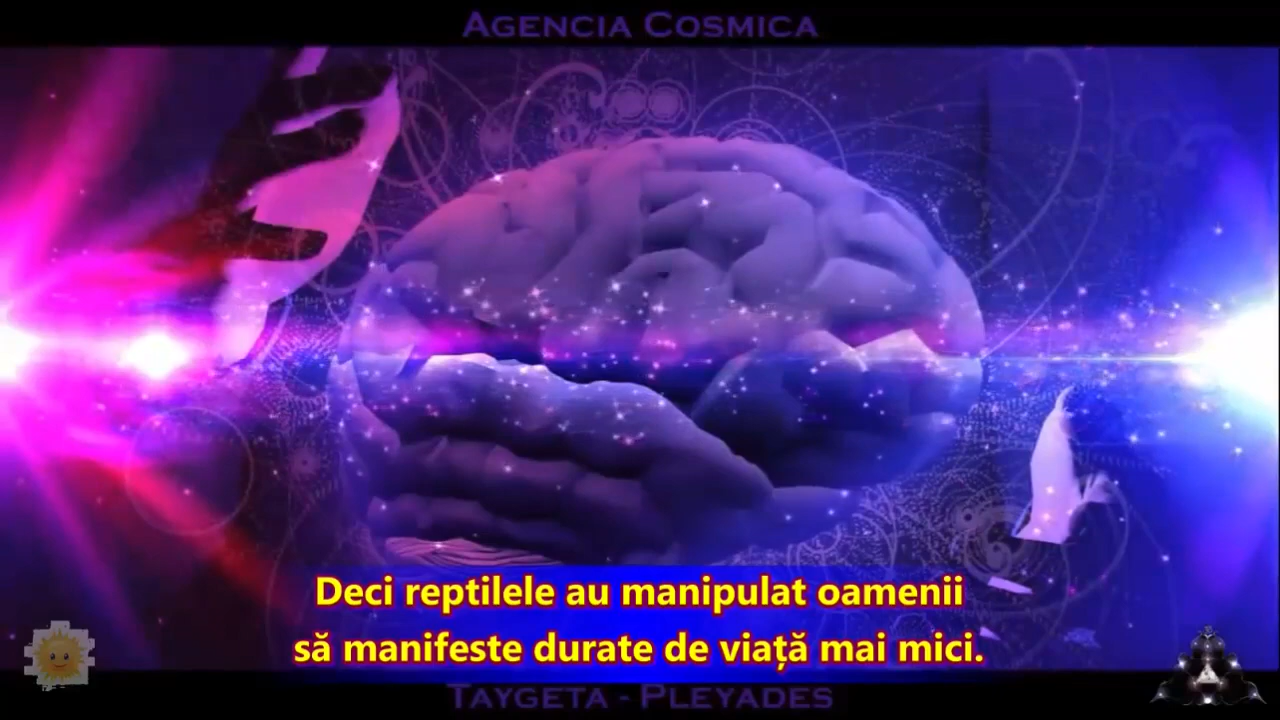 AGENCIA COSMICA
Deci reptilele au manipulat oamenii
să manifeste durate de viață mai mici.
TAYGETA - PLEYADES